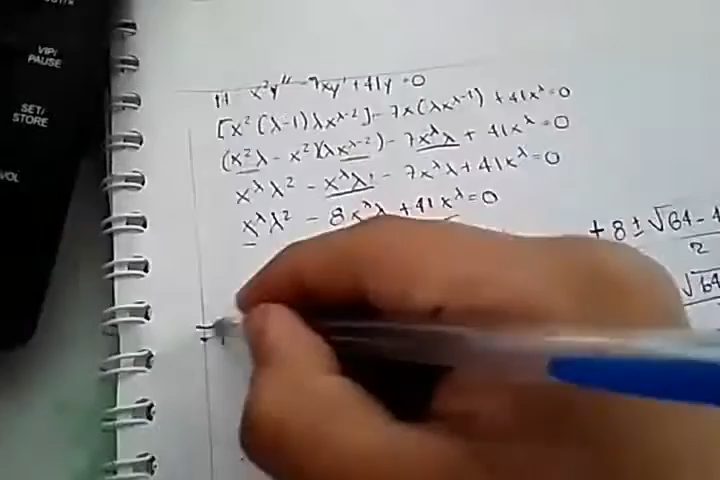 VIP/
PAUSE
SET/
STORE
VOL
11 x²y'' - 7xy' + 41y = 0
[x²(λ-1)λx^λ-2] - 7x(λx^λ-1) + 41x^λ = 0
(x²λ - x²)(λx^λ-2) - 7x^λλ + 41x^λ = 0
x^λλ² - x^λλ - 7x^λλ + 41x^λ = 0
x^λλ² - 8x^λλ + 41x^λ = 0
+8 ± √64-4
2
√64